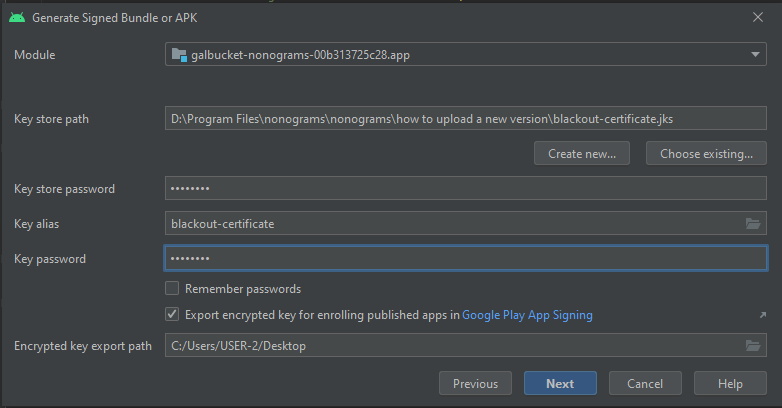 Generate Signed Bundle or APK
Module galbucket-nonograms-00b313725c28.app
Key store path D:\Program Files\nonograms\nonograms\how to upload a new version\blackout-certificate.jks
Create new... Choose existing...
Key store password ••••••••
Key alias blackout-certificate
Key password ••••••••
Remember passwords
Export encrypted key for enrolling published apps in Google Play App Signing
Encrypted key export path C:/Users/USER-2/Desktop
Previous Next Cancel Help